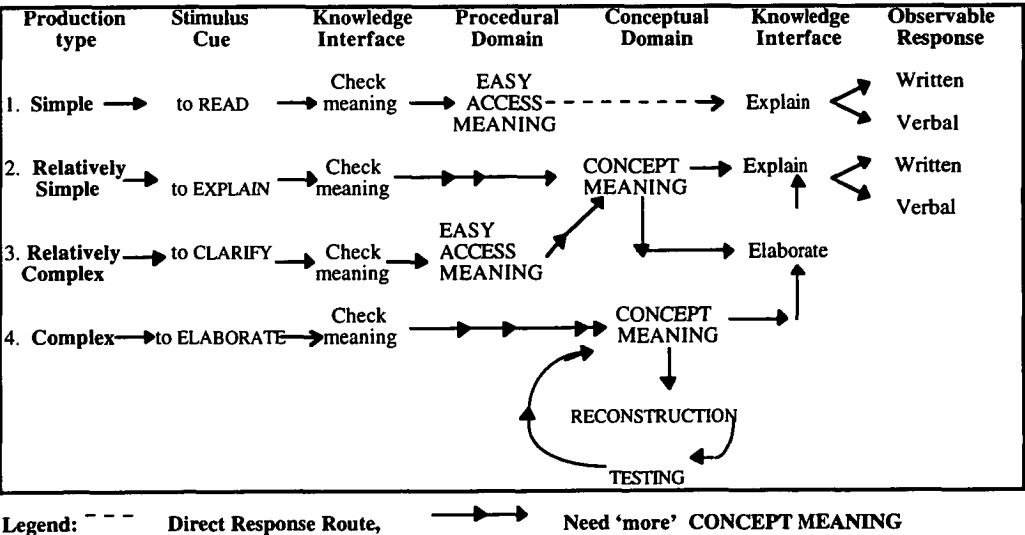 Production Stimulus Knowledge Procedural Conceptual Knowledge Observable
type Cue Interface Domain Domain Interface Response
1. Simple to READ Check meaning EASY ACCESS MEANING Explain Written Verbal
2. Relatively Simple to EXPLAIN Check meaning CONCEPT MEANING Explain Written Verbal
3. Relatively Complex to CLARIFY Check meaning EASY ACCESS MEANING Elaborate
4. Complex to ELABORATE Check meaning CONCEPT MEANING
RECONSTRUCTION
TESTING
Legend: Direct Response Route, Need 'more' CONCEPT MEANING